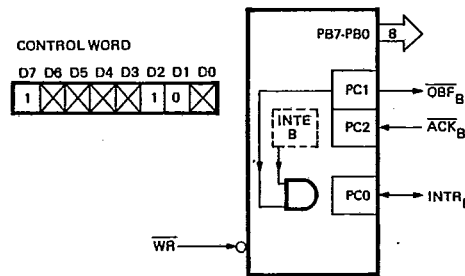 CONTROL WORD
D7 D6 D5 D4 D3 D2 D1 D0
1 1 0
PB7-PB0 8
PC1 OBF B
INTE B
PC2 ACK B
PC0 INTR
WR